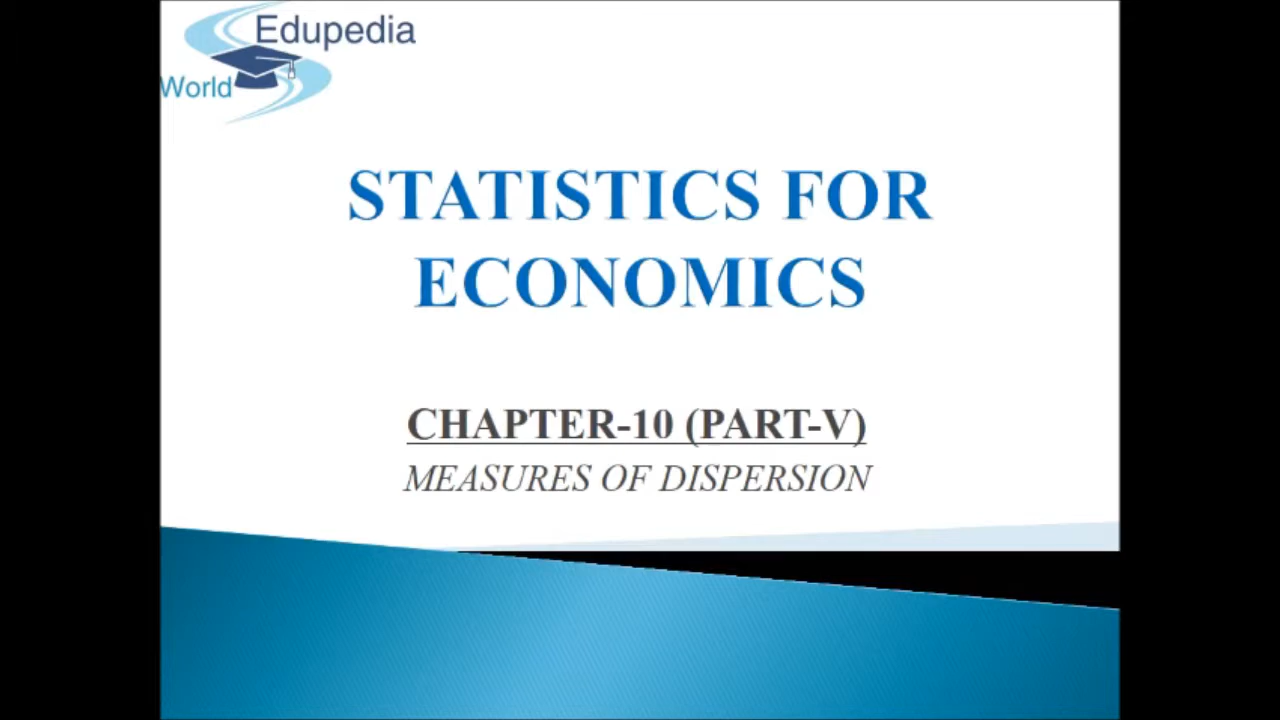 Edupedia
World
STATISTICS FOR
ECONOMICS
CHAPTER-10 (PART-V)
MEASURES OF DISPERSION